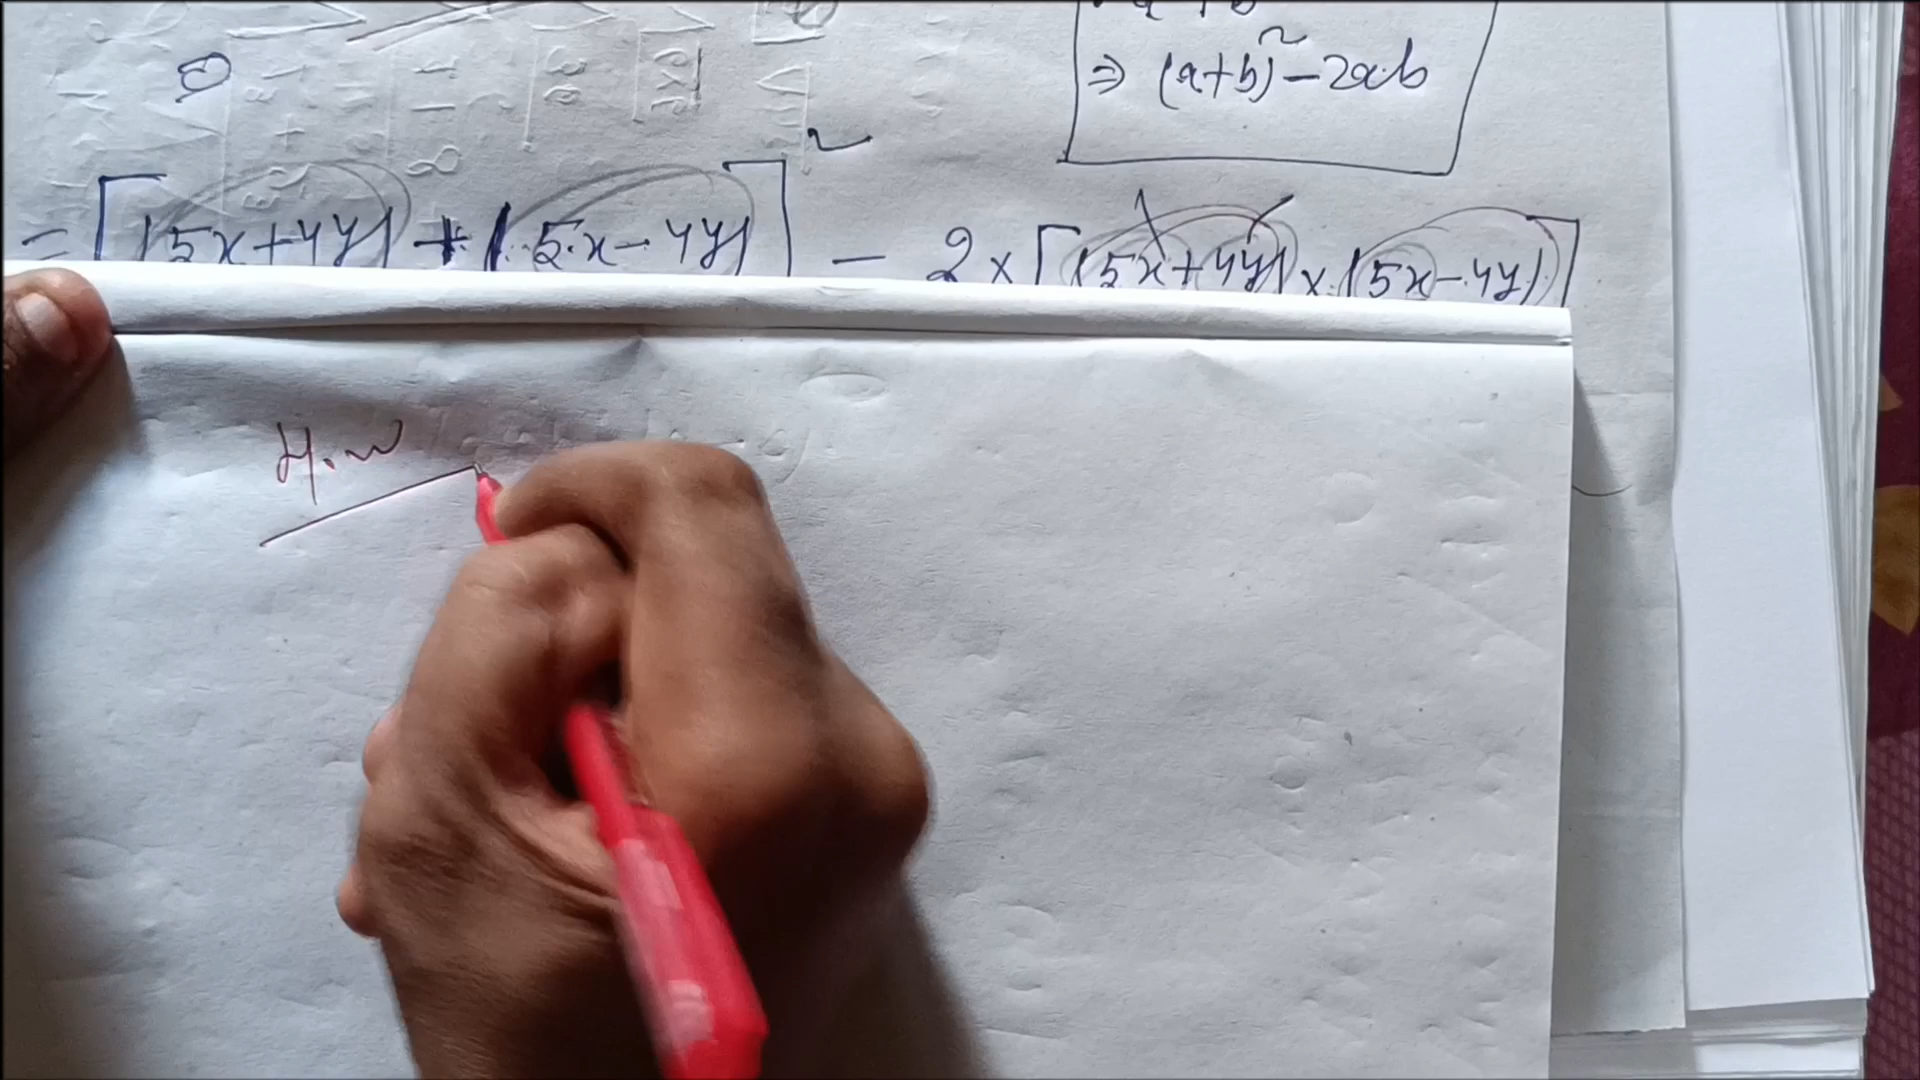 ⇒ (a+b)² - 2ab
= [(5x+4y) + (5x-4y)]² - 2 × [(5x+4y) × (5x-4y)]
H.W